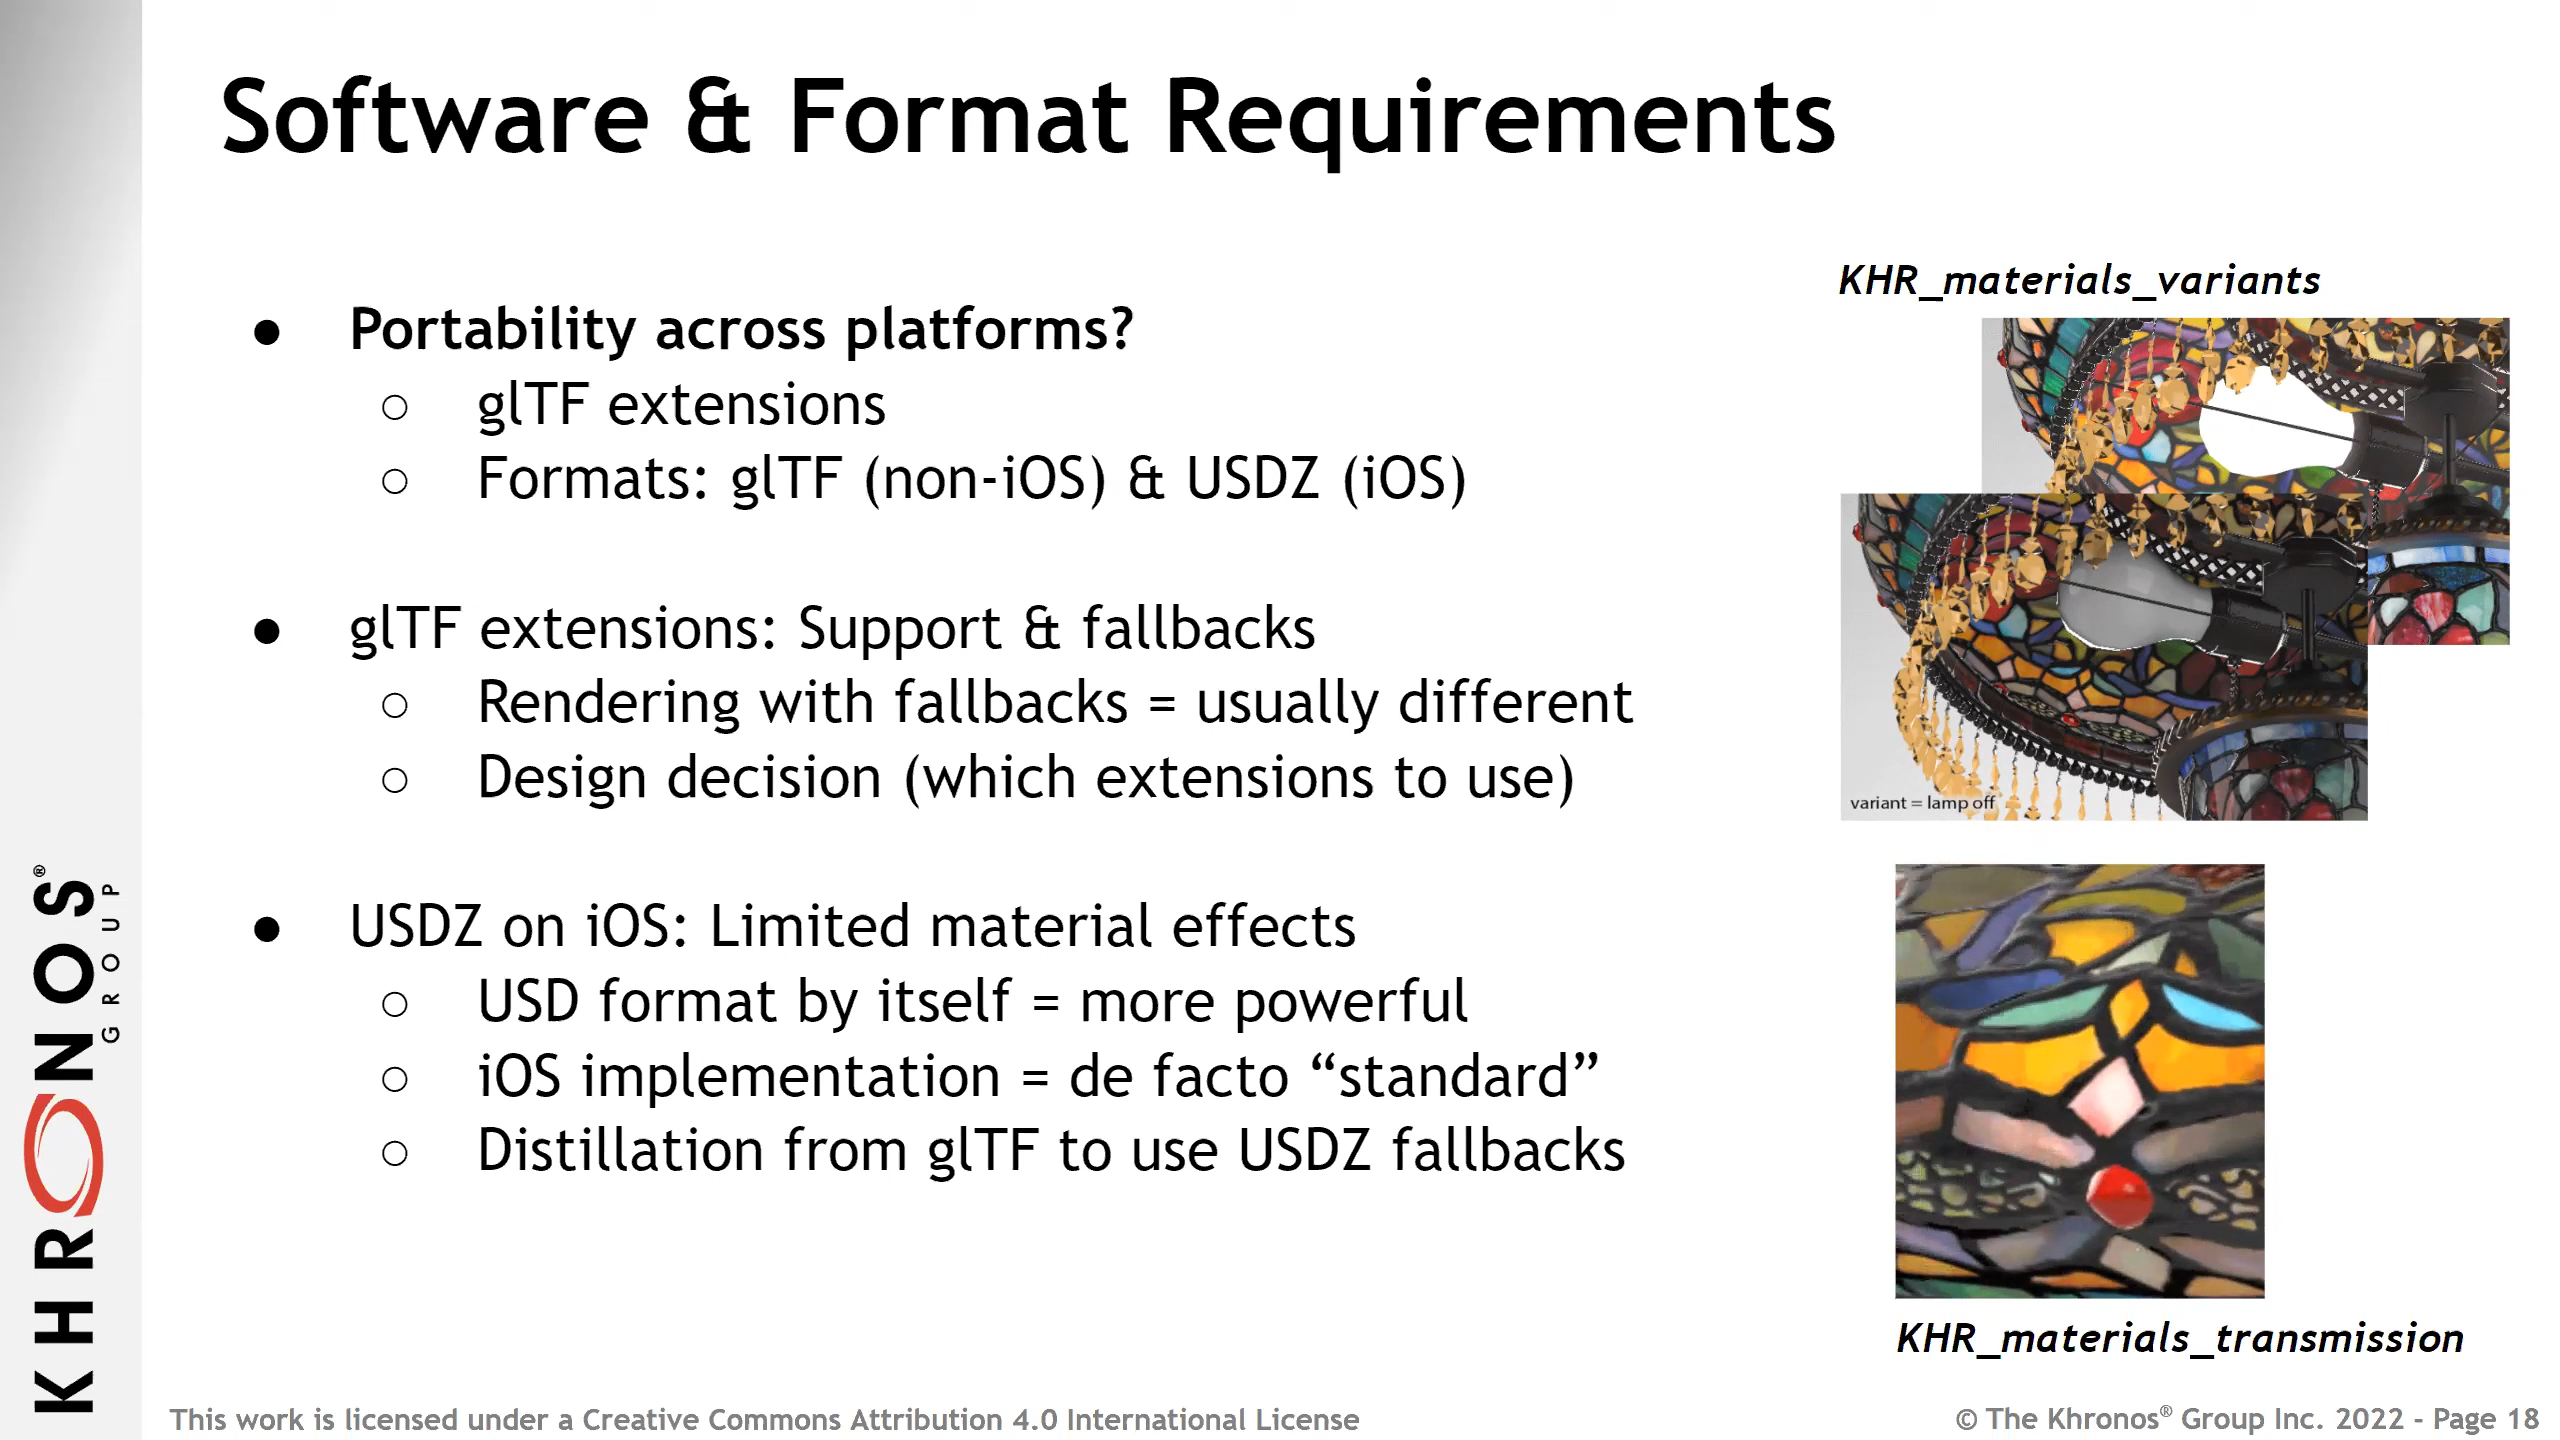 Software & Format Requirements
● Portability across platforms?
○ glTF extensions
○ Formats: glTF (non-iOS) & USDZ (iOS)
● glTF extensions: Support & fallbacks
○ Rendering with fallbacks = usually different
○ Design decision (which extensions to use)
● USDZ on iOS: Limited material effects
○ USD format by itself = more powerful
○ iOS implementation = de facto “standard”
○ Distillation from glTF to use USDZ fallbacks
KHR_materials_variants
variant = lamp off
KHR_materials_transmission
KHRONOS®
GROUP
This work is licensed under a Creative Commons Attribution 4.0 International License
© The Khronos® Group Inc. 2022 - Page 18